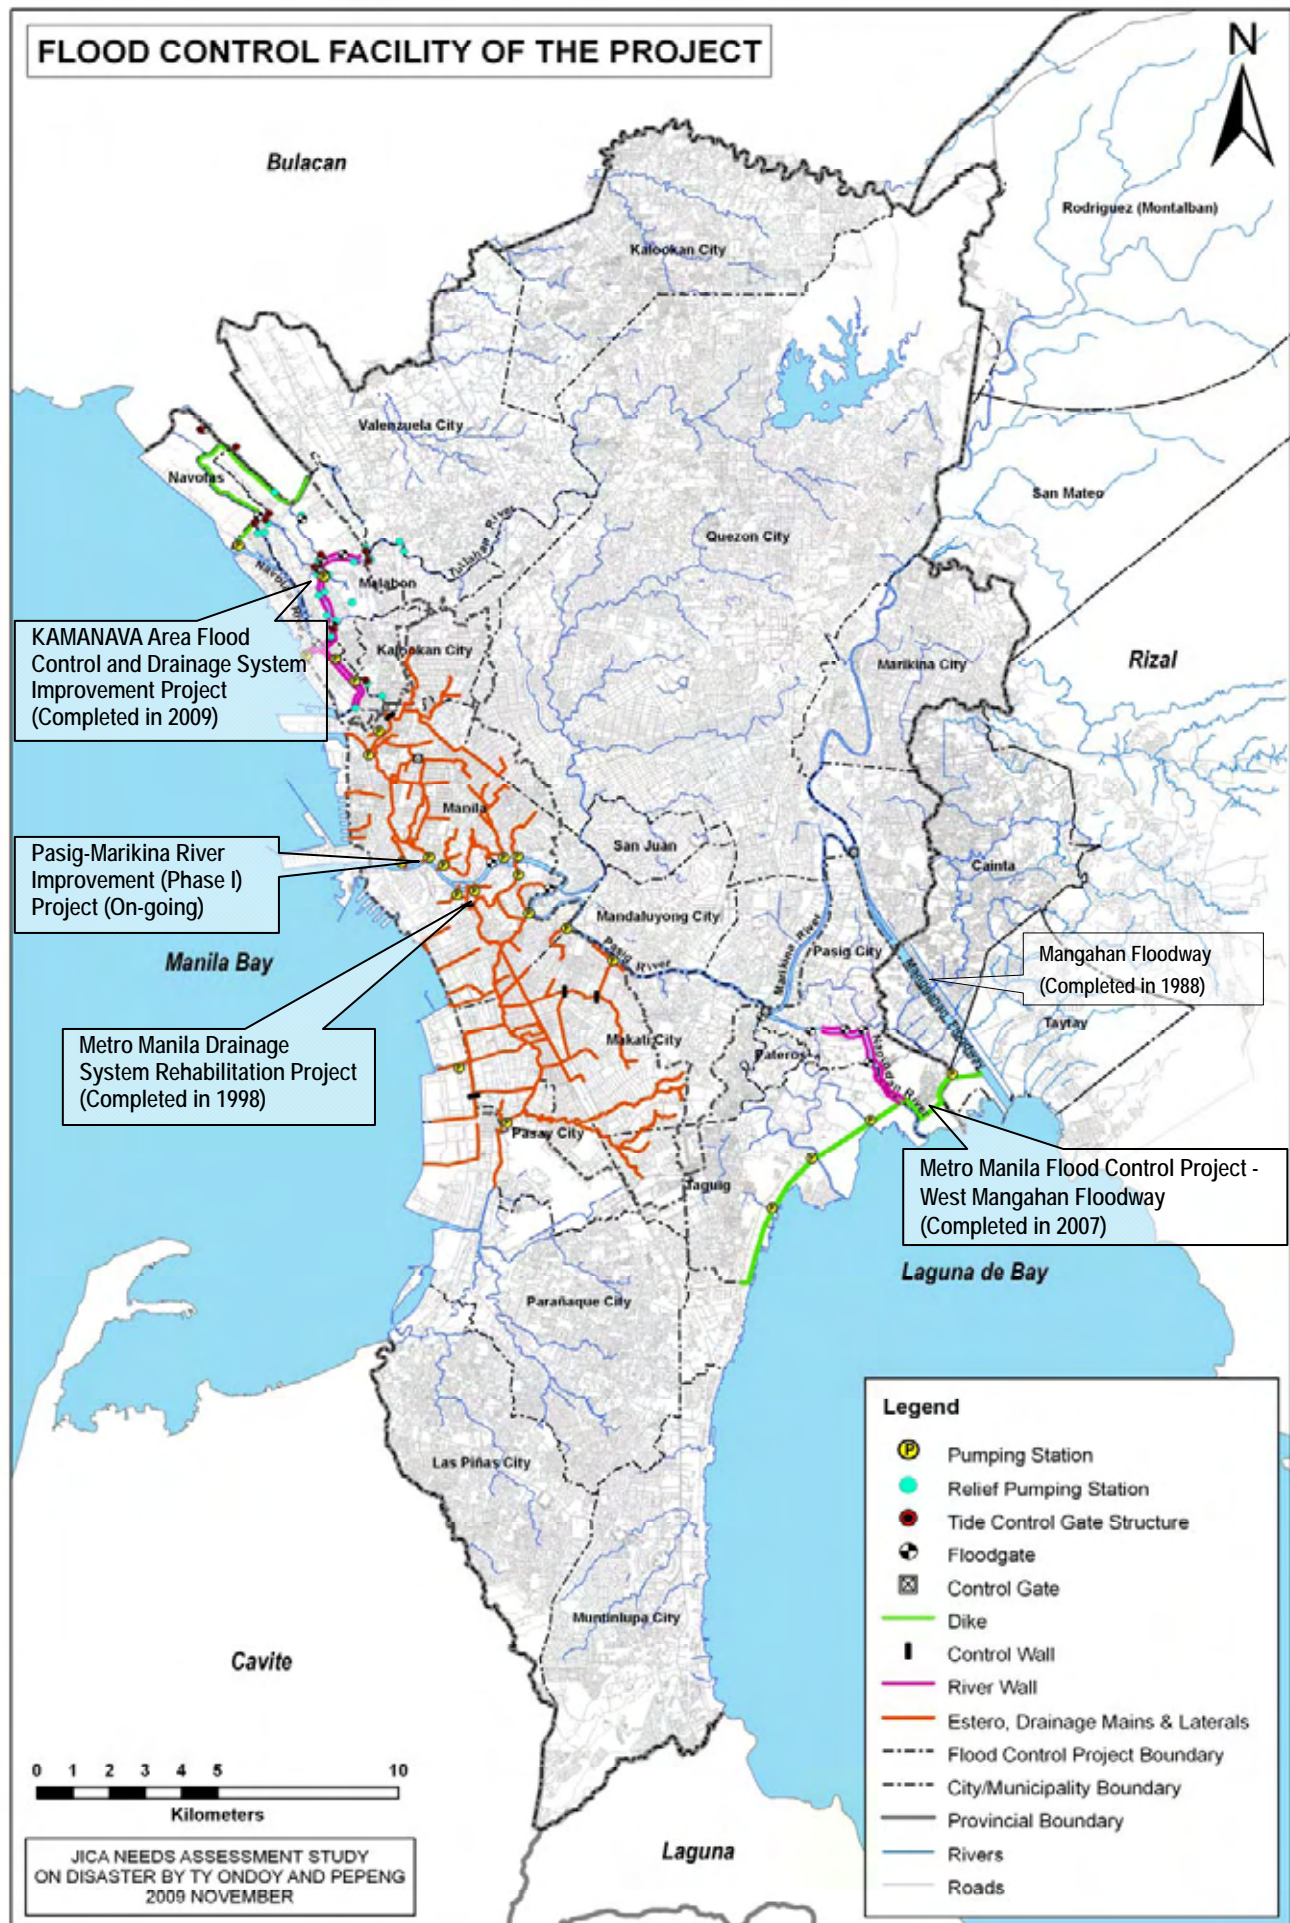 FLOOD CONTROL FACILITY OF THE PROJECT
N
Bulacan
Rodriguez (Montalban)
Kalookan City
Valenzuela City
Navotas
San Mateo
Quezon City
Tullahan River
Malabon
KAMANAVA Area Flood
Control and Drainage System
Improvement Project
(Completed in 2009)
Kalookan City
Marikina City
Rizal
Manila
San Juan
Cainta
Pasig-Marikina River
Improvement (Phase I)
Project (On-going)
Mandaluyong City
Manila Bay
Pasig River
Marikina River
Pasig City
Mangahan Floodway
(Completed in 1988)
Manggahan Floodway
Taytay
Metro Manila Drainage
System Rehabilitation Project
(Completed in 1998)
Makati City
Pateros
Napindan River
Pasay City
Metro Manila Flood Control Project -
West Mangahan Floodway
(Completed in 2007)
Taguig
Laguna de Bay
Parañaque City
Las Piñas City
Muntinlupa City
Cavite
Laguna
Legend
P Pumping Station
Relief Pumping Station
Tide Control Gate Structure
Floodgate
Control Gate
Dike
Control Wall
River Wall
Estero, Drainage Mains & Laterals
Flood Control Project Boundary
City/Municipality Boundary
Provincial Boundary
Rivers
Roads
0 1 2 3 4 5 10
Kilometers
JICA NEEDS ASSESSMENT STUDY
ON DISASTER BY TY ONDOY AND PEPENG
2009 NOVEMBER